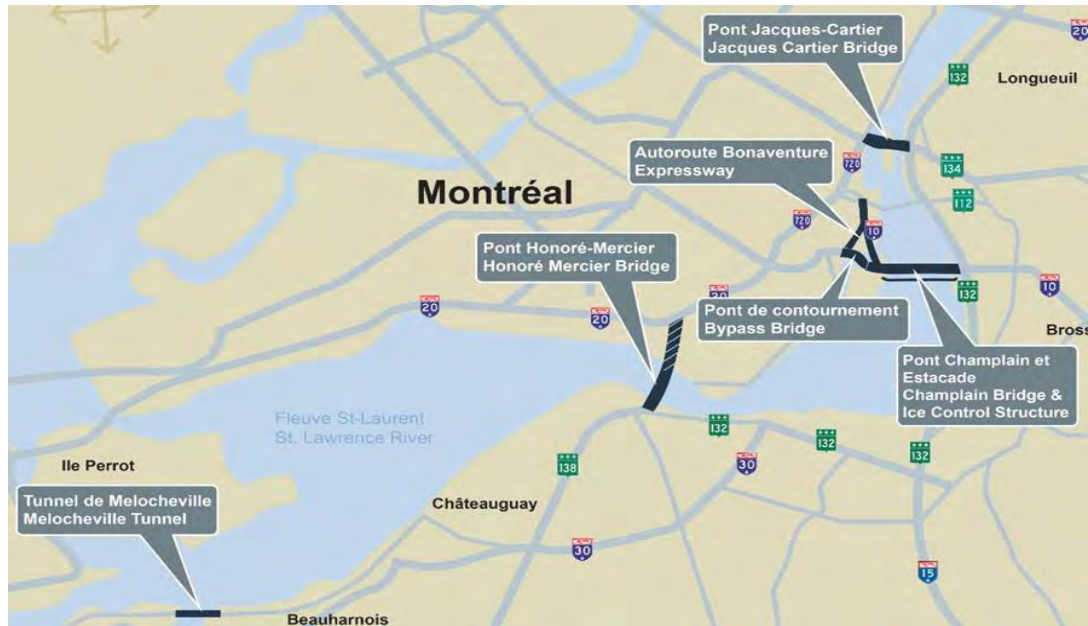 Pont Jacques-Cartier
Jacques Cartier Bridge
20
132
Longueuil
Autoroute Bonaventure
Expressway
720
134
112
Montréal
720
10
Pont Honoré-Mercier
Honoré Mercier Bridge
132
10
20
20
20
Pont de contournement
Bypass Bridge
Bross
Pont Champlain et
Estacade
Champlain Bridge &
Ice Control Structure
Fleuve St-Laurent
St. Lawrence River
132
132
132
Ile Perrot
138
30
Tunnel de Melocheville
Melocheville Tunnel
Châteauguay
30
15
Beauharnois